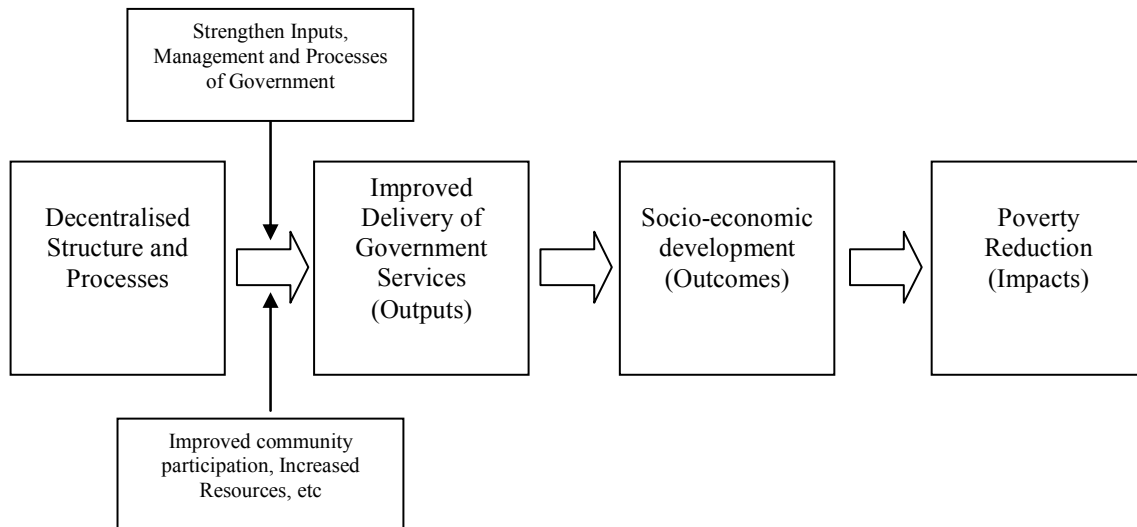 Strengthen Inputs,
Management and Processes
of Government
Decentralised
Structure and
Processes
Improved
Delivery of
Government
Services
(Outputs)
Socio-economic
development
(Outcomes)
Poverty
Reduction
(Impacts)
Improved community
participation, Increased
Resources, etc